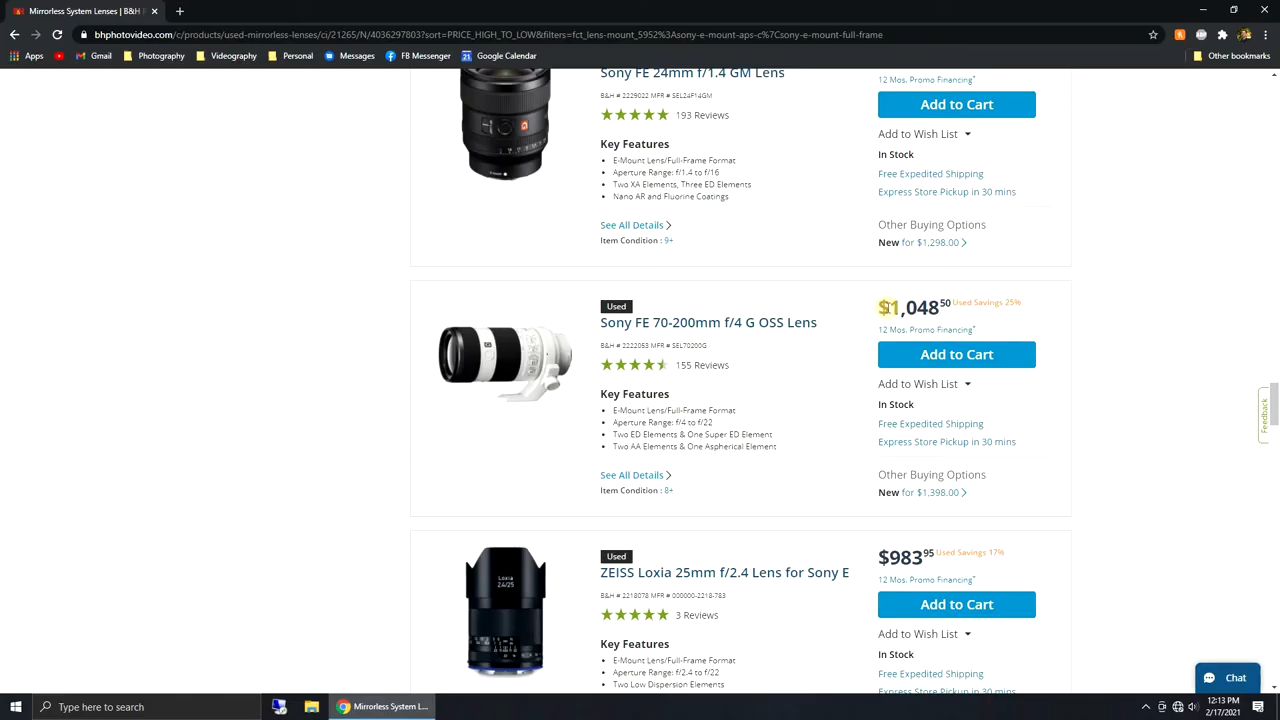 Mirrorless System Lenses | B&H P
bhphotovideo.com/c/products/used-mirrorless-lenses/ci/21265/N/4036297803?sort=PRICE_HIGH_TO_LOW&filters=fct_lens-mount_5952%3Asony-e-mount-aps-c%7Csony-e-mount-full-frame
Apps
Gmail
YouTube
Podcast
Messages
FB Messenger
Google Calendar
Other Bookmarks
Sony FE 24mm f/1.4 GM Lens
B&H # 2229022 MFR # SEL24F14GM
193 Reviews
Key Features
E-Mount Lens/Full-Frame Format
Aperture Range: f/1.4 to f/16
Two XA Elements, Three ED Elements
Nano AR and Fluorine Coatings
See All Details
Item Condition : 9+
12 Mos. Promo Financing*
Add to Cart
Add to Wish List
In Stock
Free Expedited Shipping
Express Store Pickup in 30 mins
Other Buying Options
New for $1,298.00
Used
Sony FE 70-200mm f/4 G OSS Lens
B&H # 2222053 MFR # SEL70200G
155 Reviews
Key Features
E-Mount Lens/Full-Frame Format
Aperture Range: f/4 to f/22
Two ED Elements & One Super ED Element
Two AA Elements & One Aspherical Element
See All Details
Item Condition : 8+
$1,048 50 Used Savings 25%
12 Mos. Promo Financing*
Add to Cart
Add to Wish List
In Stock
Free Expedited Shipping
Express Store Pickup in 30 mins
Other Buying Options
New for $1,398.00
Loxia
2.4/25
Used
ZEISS Loxia 25mm f/2.4 Lens for Sony E
B&H # 2218078 MFR # 000000-2218-783
3 Reviews
Key Features
E-Mount Lens/Full-Frame Format
Aperture Range: f/2.4 to f/22
Two Low Dispersion Elements
$983 95 Used Savings 17%
12 Mos. Promo Financing*
Add to Cart
Add to Wish List
In Stock
Free Expedited Shipping
Express Store Pickup in 30 mins
Feedback
Chat
Type here to search
Mirrorless System L...
12:13 PM
2/17/2021